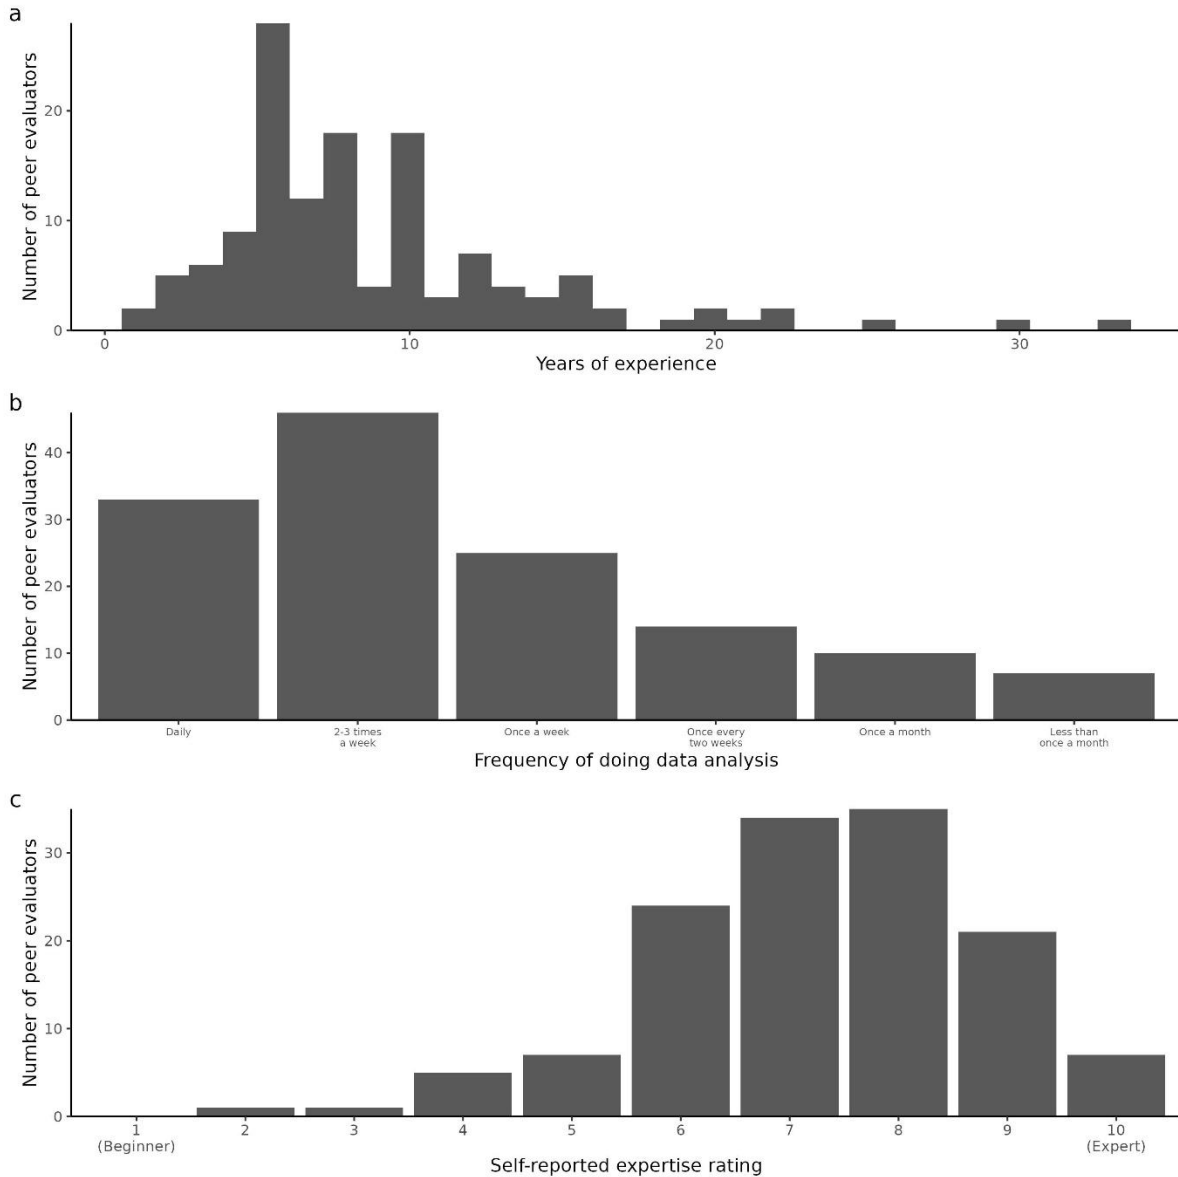 a
Number of peer evaluators
20
10
0
0 10 20 30
Years of experience
b
Number of peer evaluators
40
30
20
10
0
Daily 2-3 times Once a week Once every Once a month Less than
a week two weeks once a month
Frequency of doing data analysis
c
Number of peer evaluators
30
20
10
0
1 2 3 4 5 6 7 8 9 10
(Beginner) (Expert)
Self-reported expertise rating